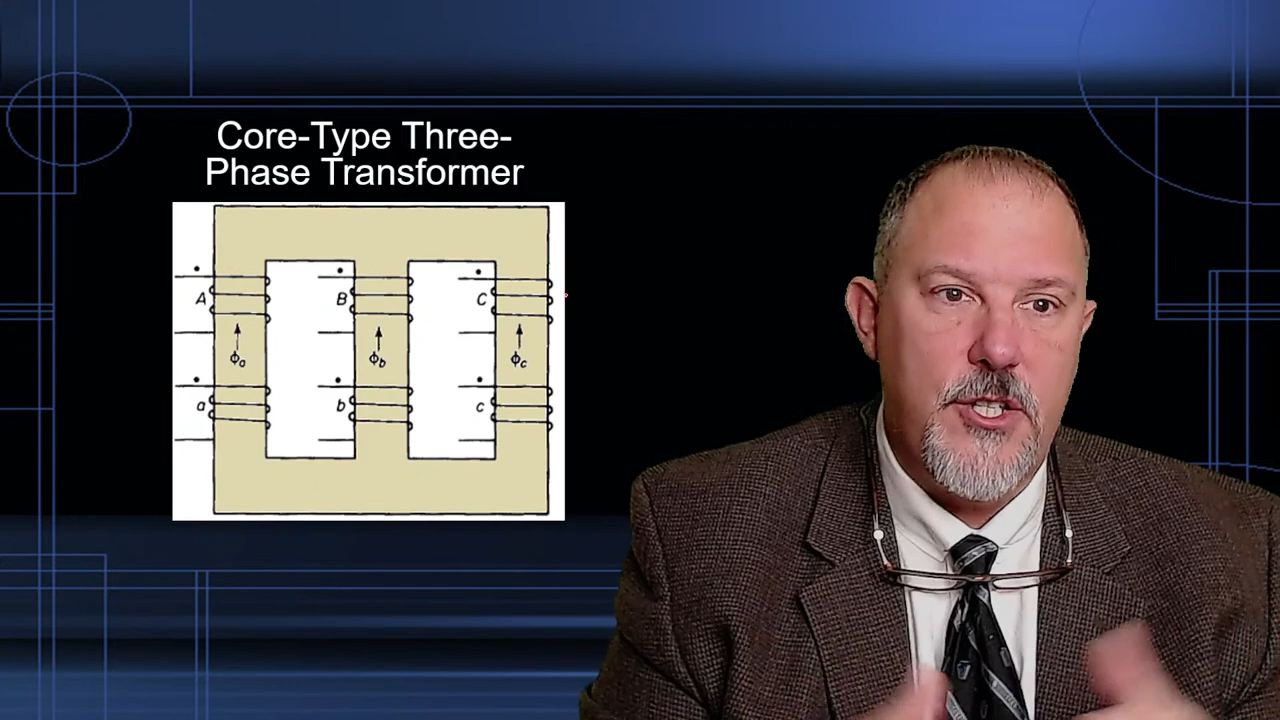 Core-Type Three-
Phase Transformer
A B C
ϕa ϕb ϕc
a b c